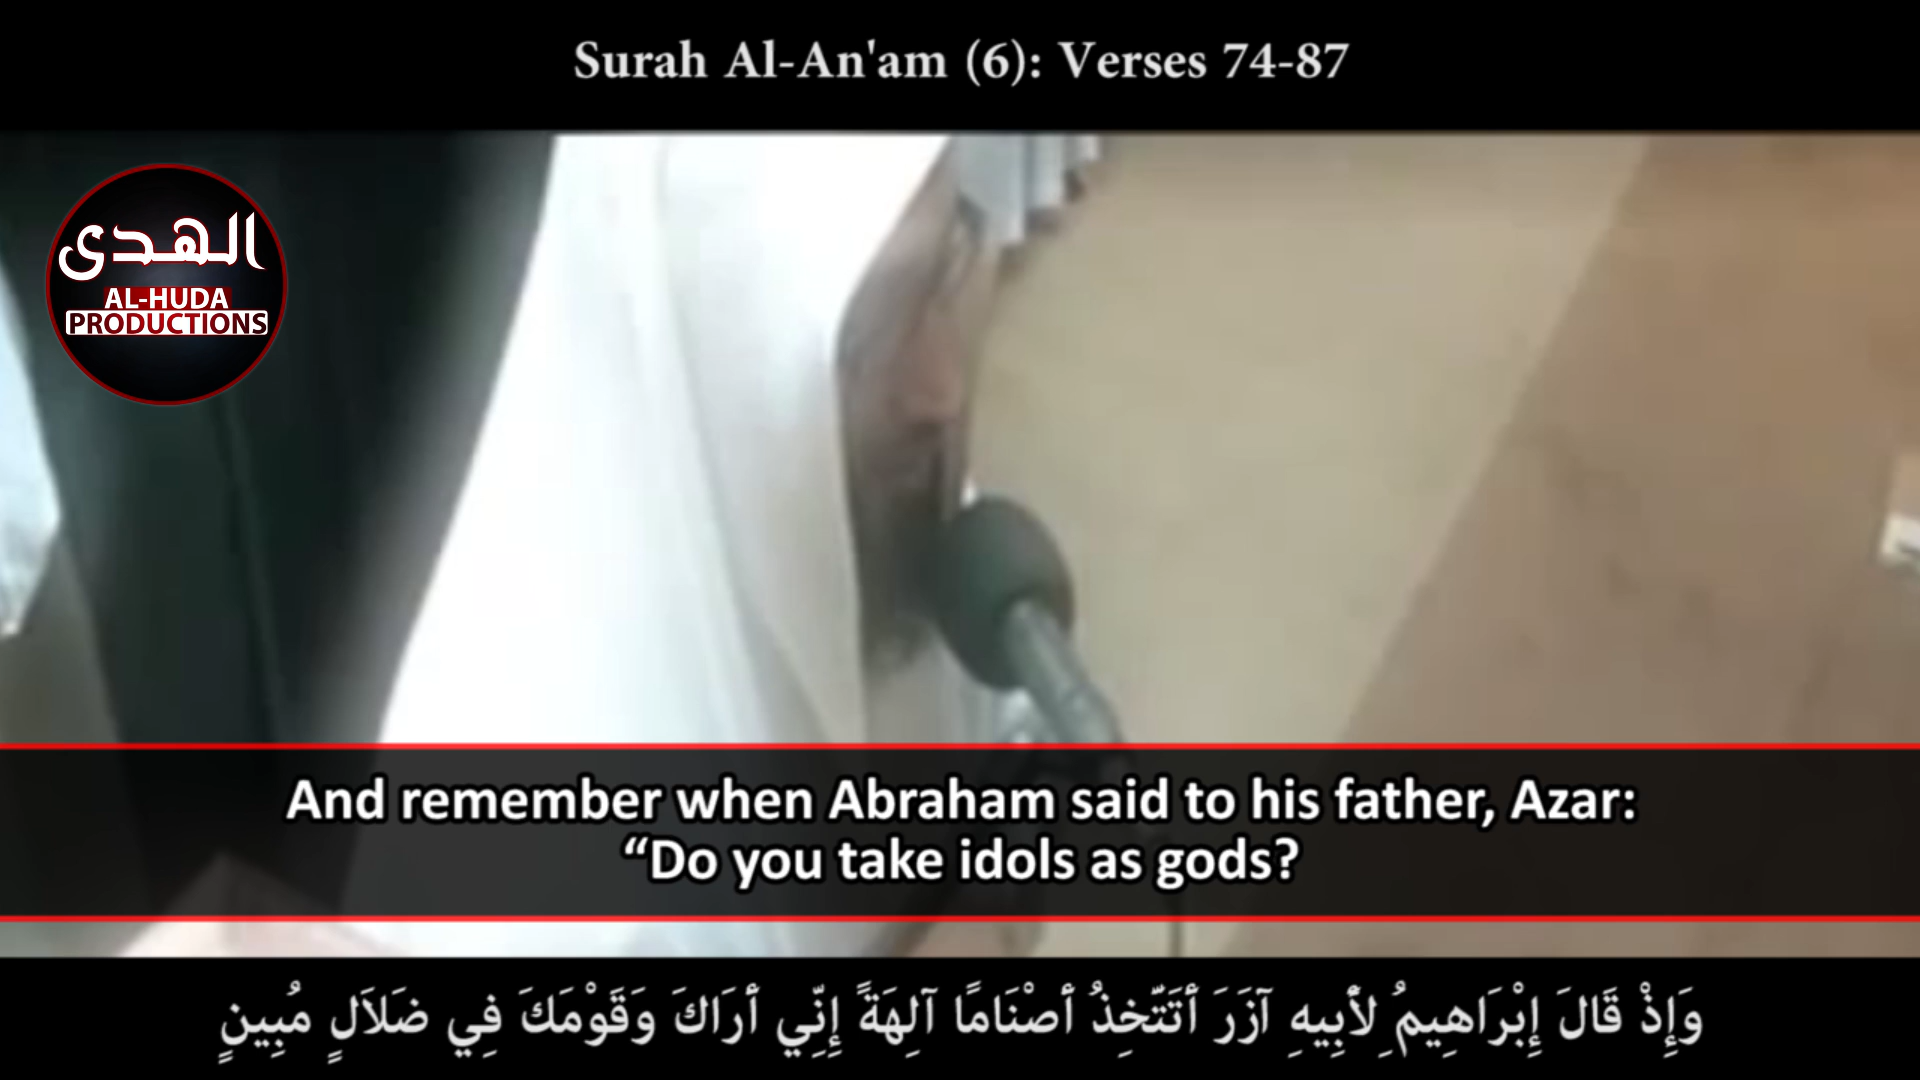 Surah Al-An'am (6): Verses 74-87
الهدى
AL-HUDA
PRODUCTIONS
And remember when Abraham said to his father, Azar:
“Do you take idols as gods?
وَإِذْ قَالَ إِبْرَاهِيمُ لِأَبِيهِ آزَرَ أَتَتَّخِذُ أَصْنَامًا آلِهَةً إِنِّي أَرَاكَ وَقَوْمَكَ فِي ضَلاَلٍ مُبِينٍ